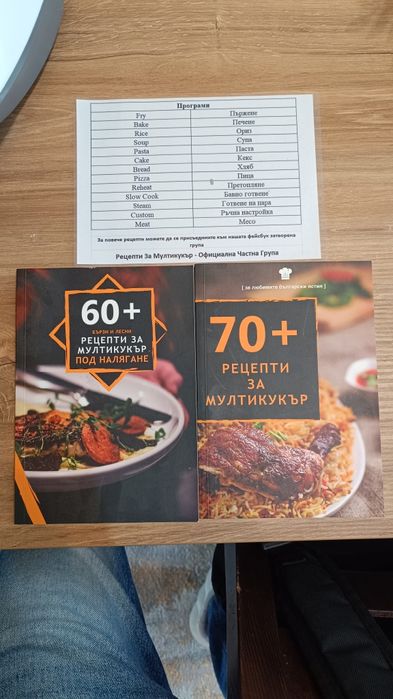 Програми
Fry Пържене
Bake Печене
Rice Ориз
Soup Супа
Pasta Паста
Cake Кекс
Bread Хляб
Pizza Пица
Reheat Претопляне
Slow Cook Бавно готвене
Steam Готвене на пара
Custom Ръчна настройка
Meat Месо
За повече рецепти можете да се присъедините към нашата фейсбук затворена
група
Рецепти За Мултикукър - Официална Частна Група
60+
БЪРЗИ И ЛЕСНИ
РЕЦЕПТИ ЗА
МУЛТИКУКЪР
ПОД НАЛЯГАНЕ
[ за любимите български ястия ]
70+
РЕЦЕПТИ
ЗА
МУЛТИКУКЪР